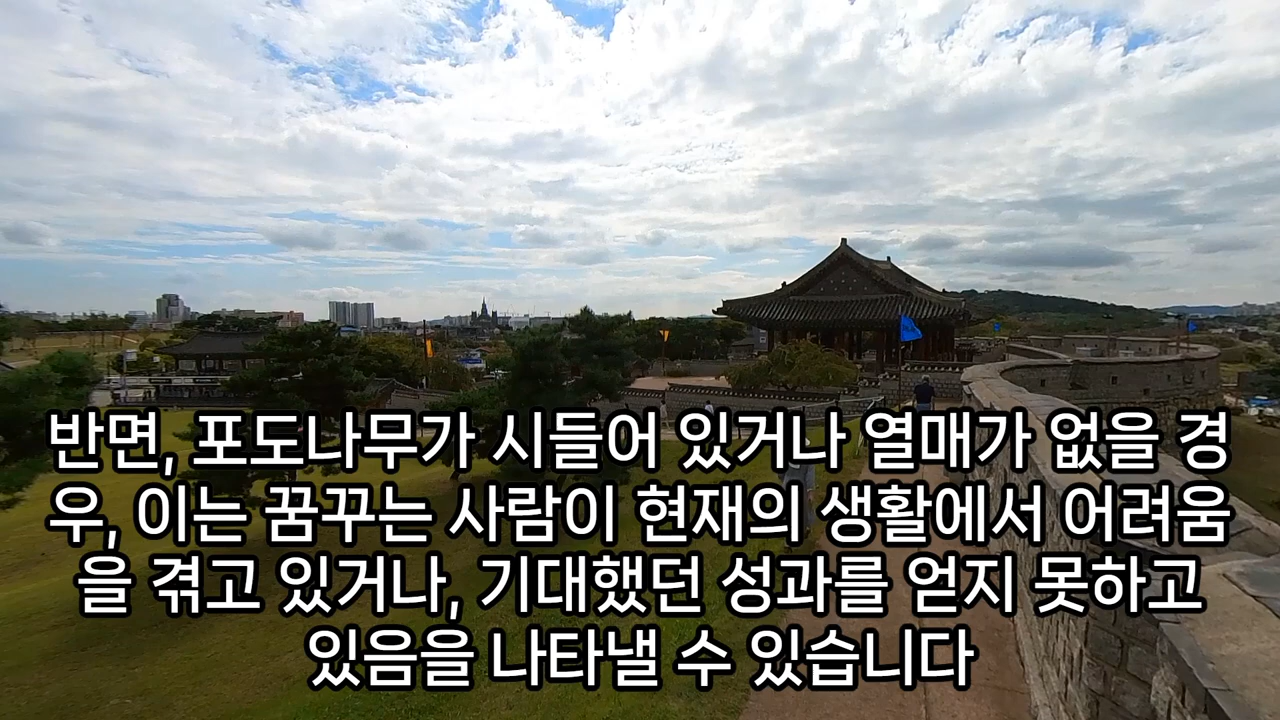 반면, 포도나무가 시들어 있거나 열매가 없을 경
우, 이는 꿈꾸는 사람이 현재의 생활에서 어려움
을 겪고 있거나, 기대했던 성과를 얻지 못하고
있음을 나타낼 수 있습니다